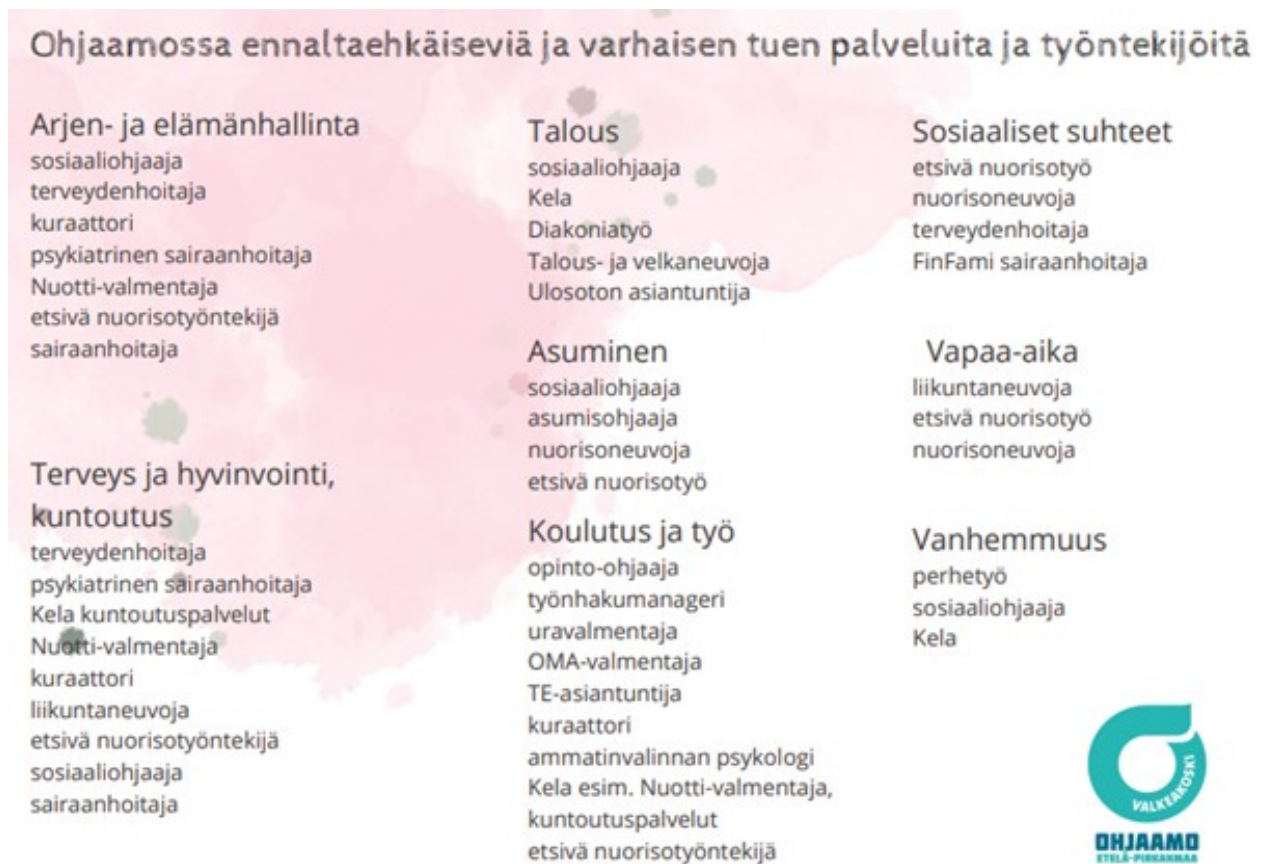 Ohjaamossa ennaltaehkäiseviä ja varhaisen tuen palveluita ja työntekijöitä
Arjen- ja elämänhallinta
sosiaaliohjaaja
terveydenhoitaja
kuraattori
psykiatrinen sairaanhoitaja
Nuotti-valmentaja
etsivä nuorisotyöntekijä
sairaanhoitaja
Terveys ja hyvinvointi,
kuntoutus
terveydenhoitaja
psykiatrinen sairaanhoitaja
Kela kuntoutuspalvelut
Nuotti-valmentaja
kuraattori
liikuntaneuvoja
etsivä nuorisotyöntekijä
sosiaaliohjaaja
sairaanhoitaja
Talous
sosiaaliohjaaja
Kela
Diakoniatyö
Talous- ja velkaneuvoja
Ulosoton asiantuntija
Asuminen
sosiaaliohjaaja
asumisohjaaja
nuorisoneuvoja
etsivä nuorisotyö
Koulutus ja työ
opinto-ohjaaja
työnhakumanageri
uravalmentaja
OMA-valmentaja
TE-asiantuntija
kuraattori
ammatinvalinnan psykologi
Kela esim. Nuotti-valmentaja,
kuntoutuspalvelut
etsivä nuorisotyöntekijä
Sosiaaliset suhteet
etsivä nuorisotyö
nuorisoneuvoja
terveydenhoitaja
FinFami sairaanhoitaja
Vapaa-aika
liikuntaneuvoja
etsivä nuorisotyö
nuorisoneuvoja
Vanhemmuus
perhetyö
sosiaaliohjaaja
Kela
VALKEAKOSKI
OHJAAMO
ETELÄ-PIRKANMAA